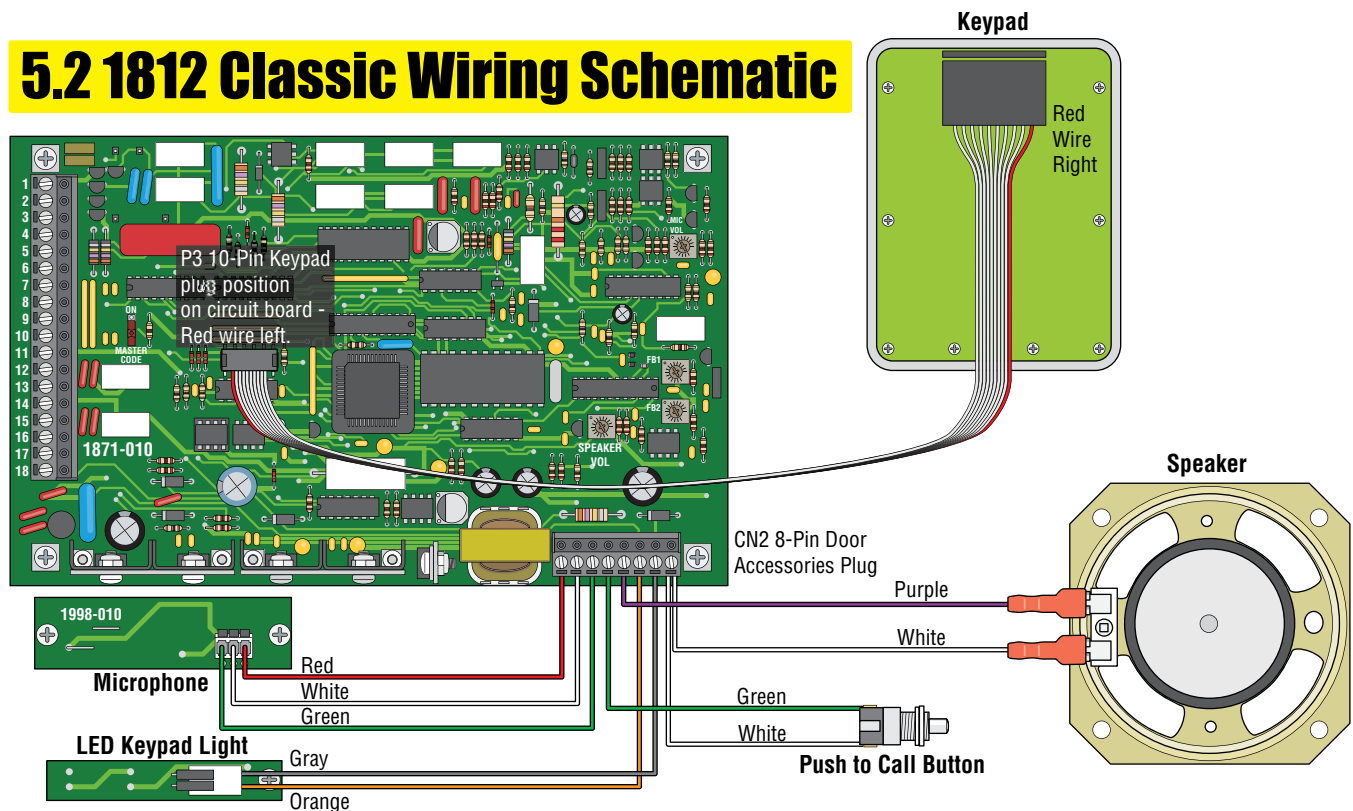 5.2 1812 Classic Wiring Schematic
Keypad
Red
Wire
Right
1
2
3
4
5
6
7
8
9
10
11
12
13
14
15
16
17
18
P3 10-Pin Keypad
plug position
on circuit board -
Red wire left.
ON
MASTER
CODE
1871-010
MIC
VOL
FB1
FB2
SPEAKER
VOL
CN2 8-Pin Door
Accessories Plug
Speaker
Purple
White
1998-010
Microphone
Red
White
Green
Green
White
Push to Call Button
LED Keypad Light
Gray
Orange